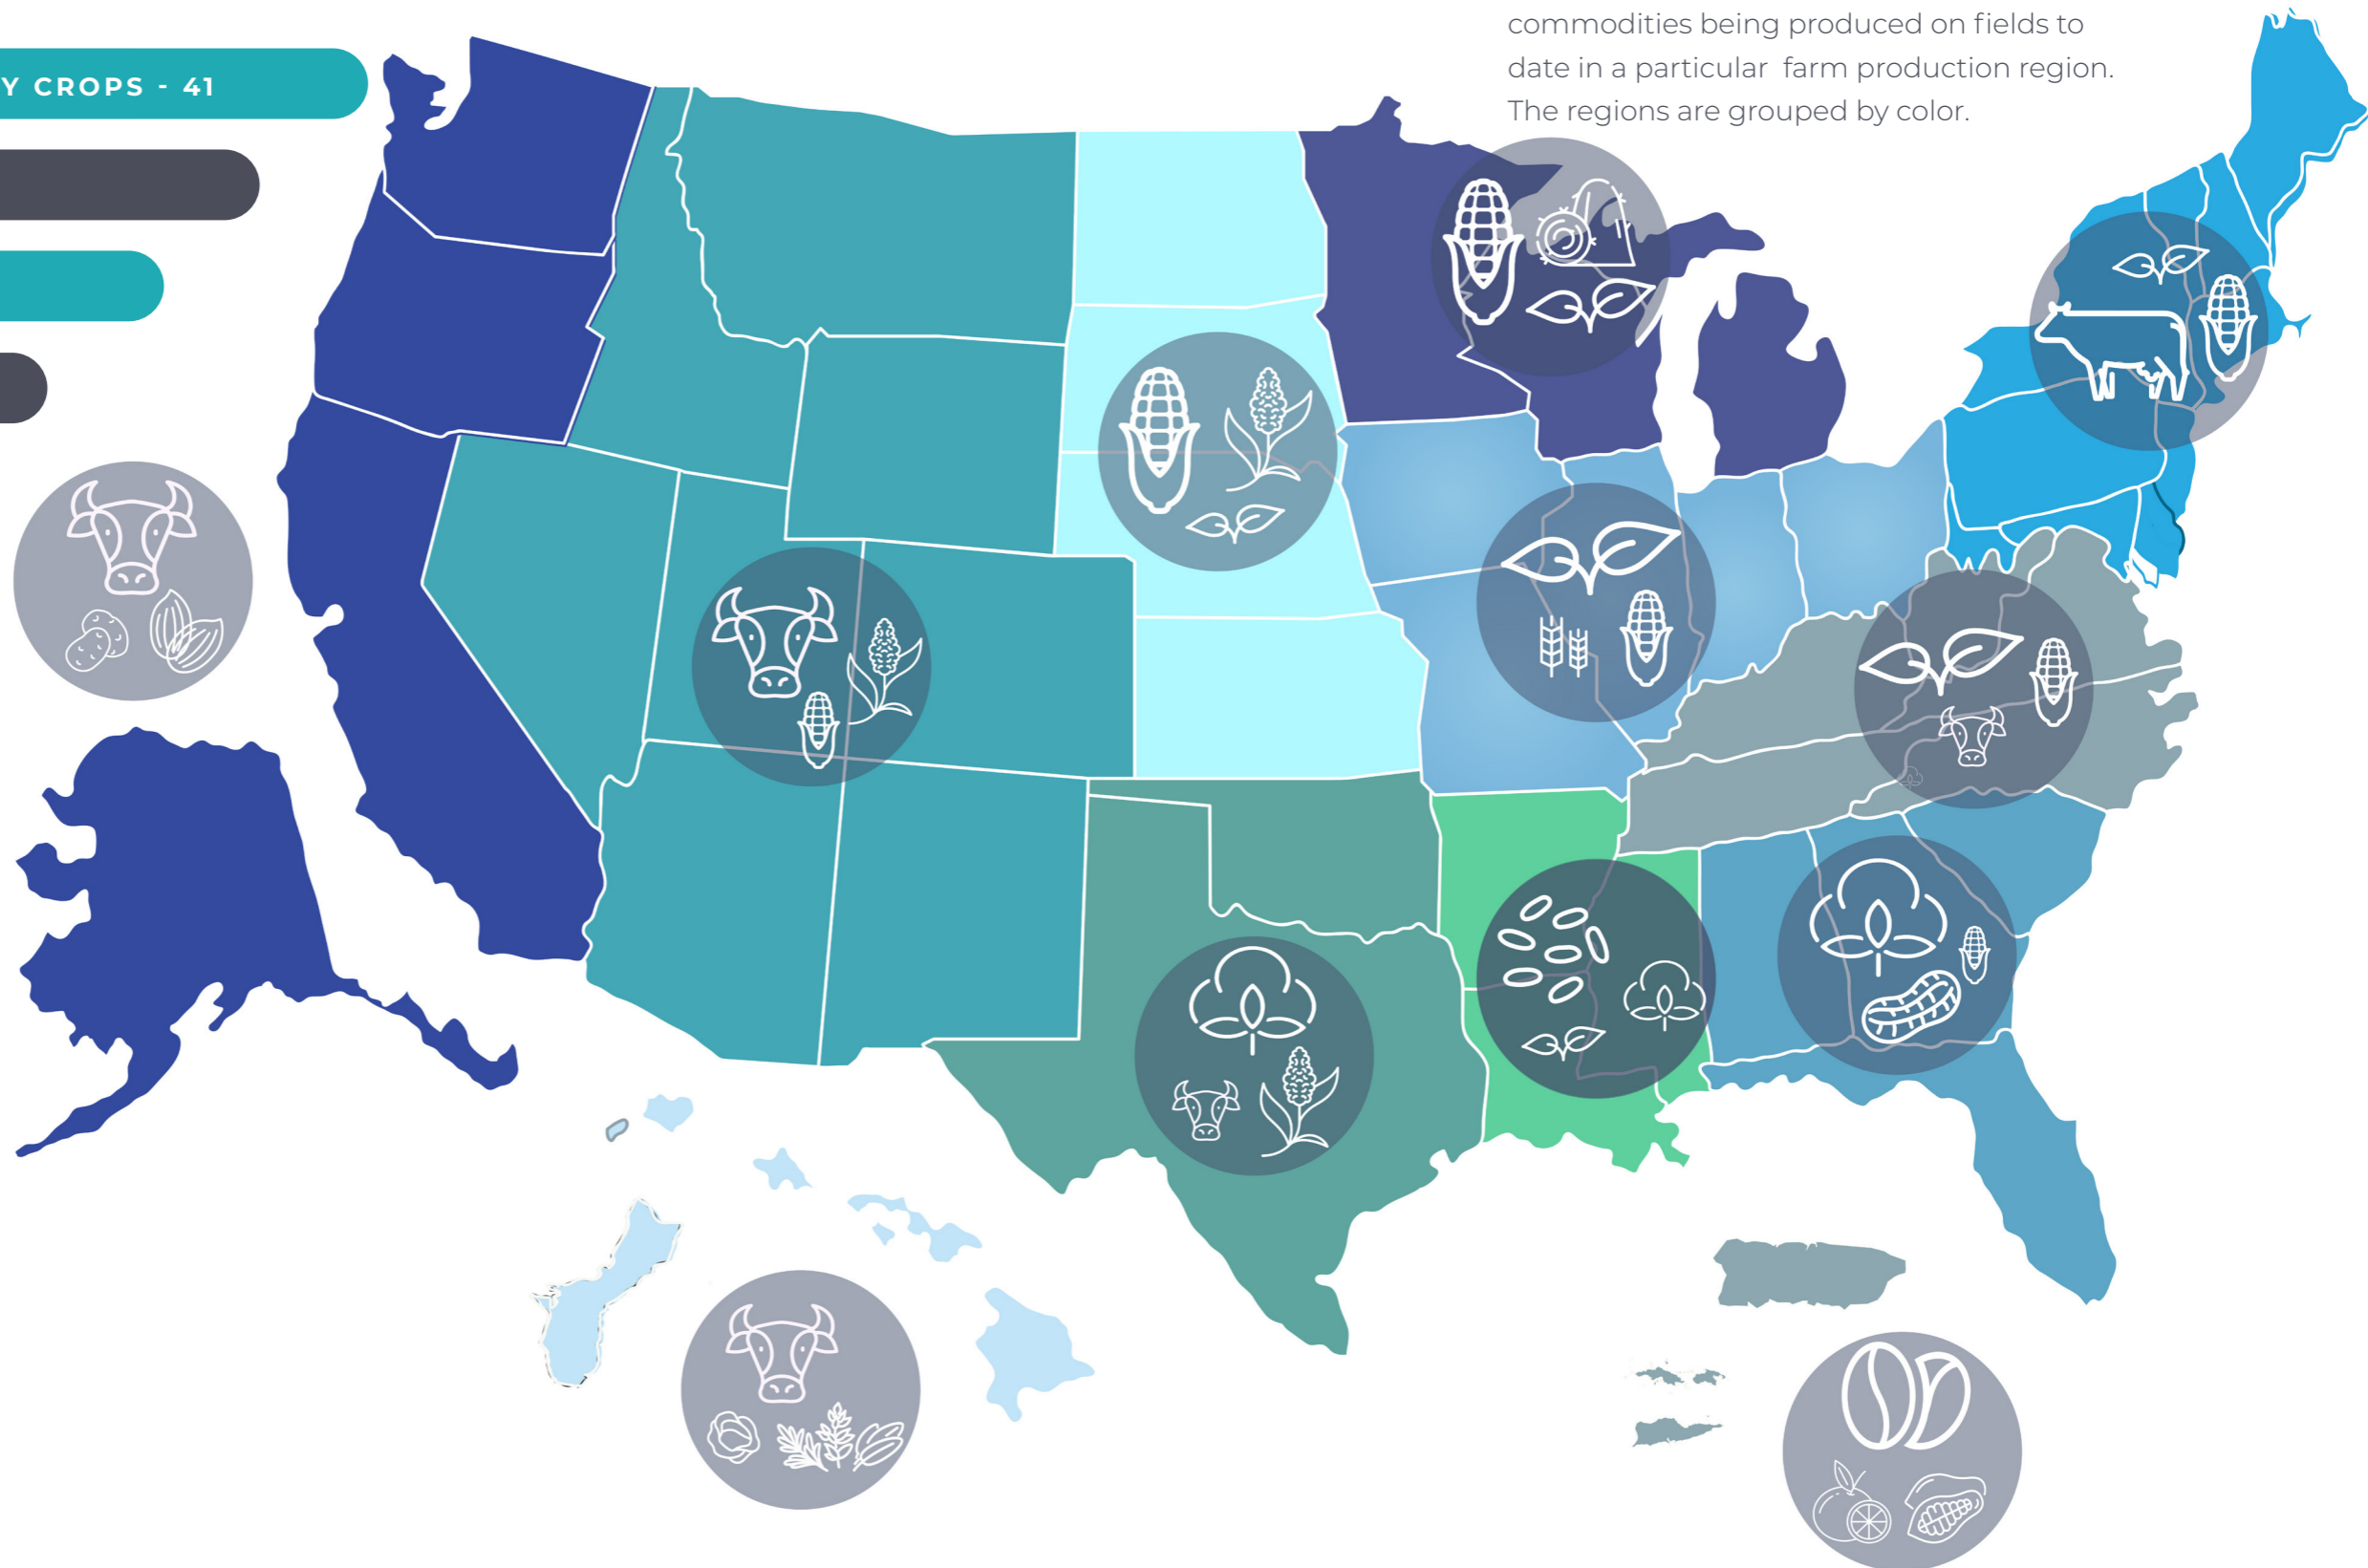 commodities being produced on fields to
date in a particular farm production region.
The regions are grouped by color.
Y CROPS - 41